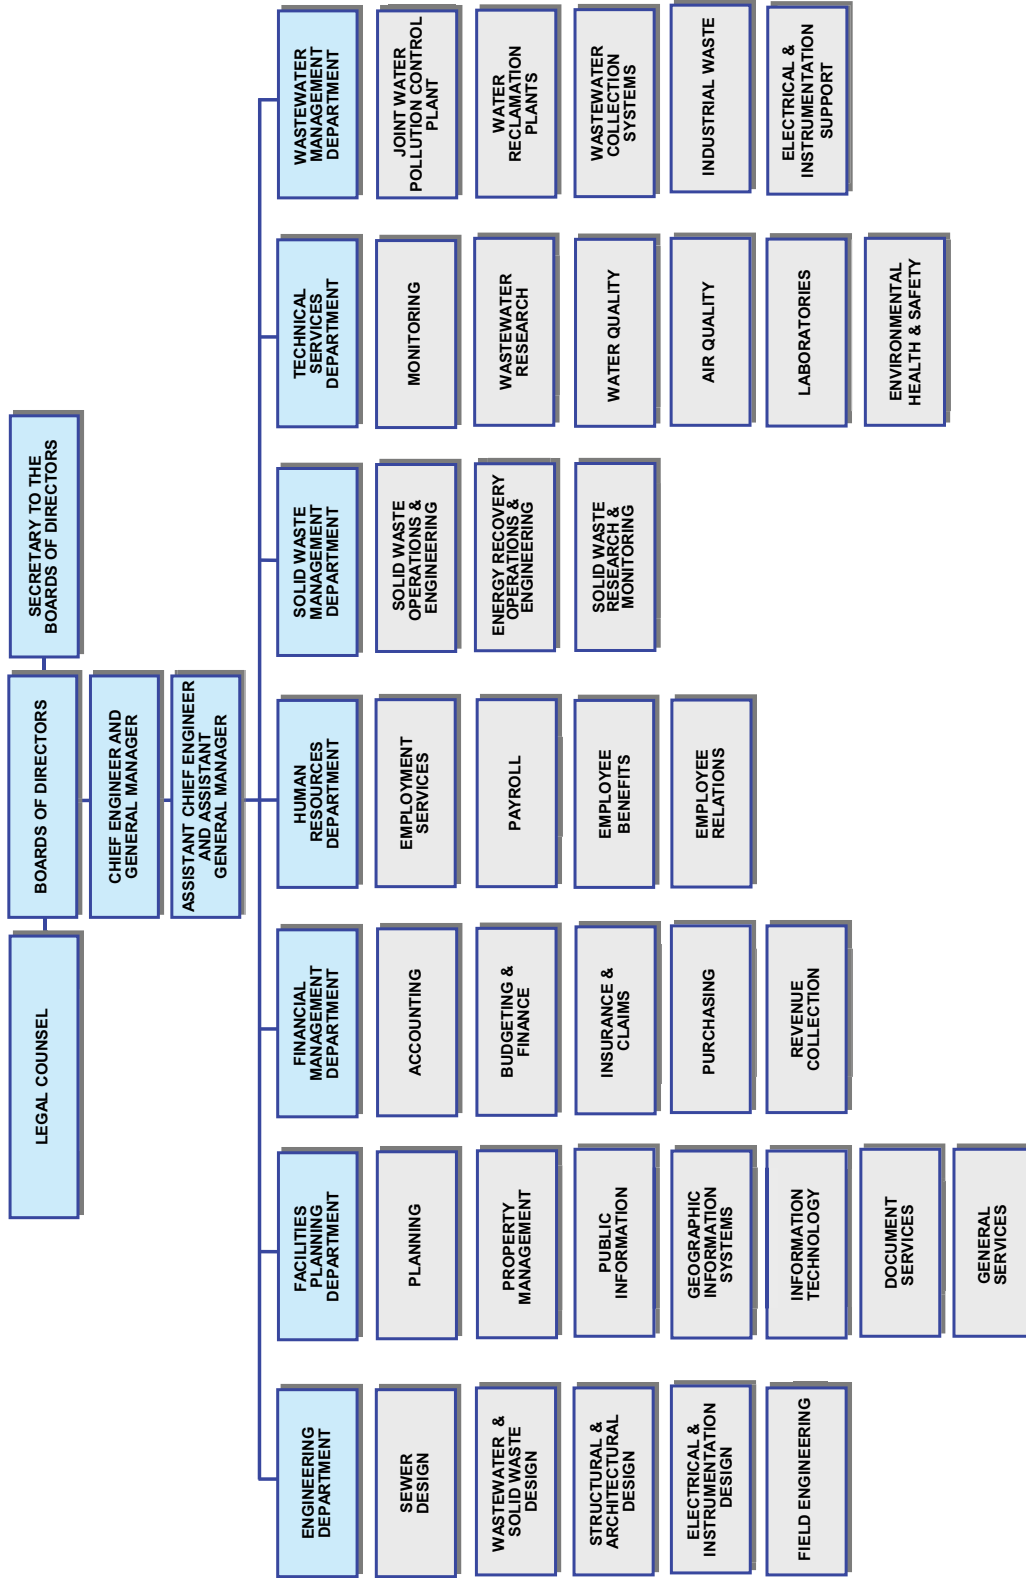 LEGAL COUNSEL
BOARDS OF DIRECTORS
SECRETARY TO THE
BOARDS OF DIRECTORS
CHIEF ENGINEER AND
GENERAL MANAGER
ASSISTANT CHIEF ENGINEER
AND ASSISTANT
GENERAL MANAGER
ENGINEERING
DEPARTMENT
SEWER
DESIGN
WASTEWATER &
SOLID WASTE
DESIGN
STRUCTURAL &
ARCHITECTURAL
DESIGN
ELECTRICAL &
INSTRUMENTATION
DESIGN
FIELD ENGINEERING
FACILITIES
PLANNING
DEPARTMENT
PLANNING
PROPERTY
MANAGEMENT
PUBLIC
INFORMATION
GEOGRAPHIC
INFORMATION
SYSTEMS
INFORMATION
TECHNOLOGY
DOCUMENT
SERVICES
GENERAL
SERVICES
FINANCIAL
MANAGEMENT
DEPARTMENT
ACCOUNTING
BUDGETING &
FINANCE
INSURANCE &
CLAIMS
PURCHASING
REVENUE
COLLECTION
HUMAN
RESOURCES
DEPARTMENT
EMPLOYMENT
SERVICES
PAYROLL
EMPLOYEE
BENEFITS
EMPLOYEE
RELATIONS
SOLID WASTE
MANAGEMENT
DEPARTMENT
SOLID WASTE
OPERATIONS &
ENGINEERING
ENERGY RECOVERY
OPERATIONS &
ENGINEERING
SOLID WASTE
RESEARCH &
MONITORING
TECHNICAL
SERVICES
DEPARTMENT
MONITORING
WASTEWATER
RESEARCH
WATER QUALITY
AIR QUALITY
LABORATORIES
ENVIRONMENTAL
HEALTH & SAFETY
WASTEWATER
MANAGEMENT
DEPARTMENT
JOINT WATER
POLLUTION CONTROL
PLANT
WATER
RECLAMATION
PLANTS
WASTEWATER
COLLECTION
SYSTEMS
INDUSTRIAL WASTE
ELECTRICAL &
INSTRUMENTATION
SUPPORT